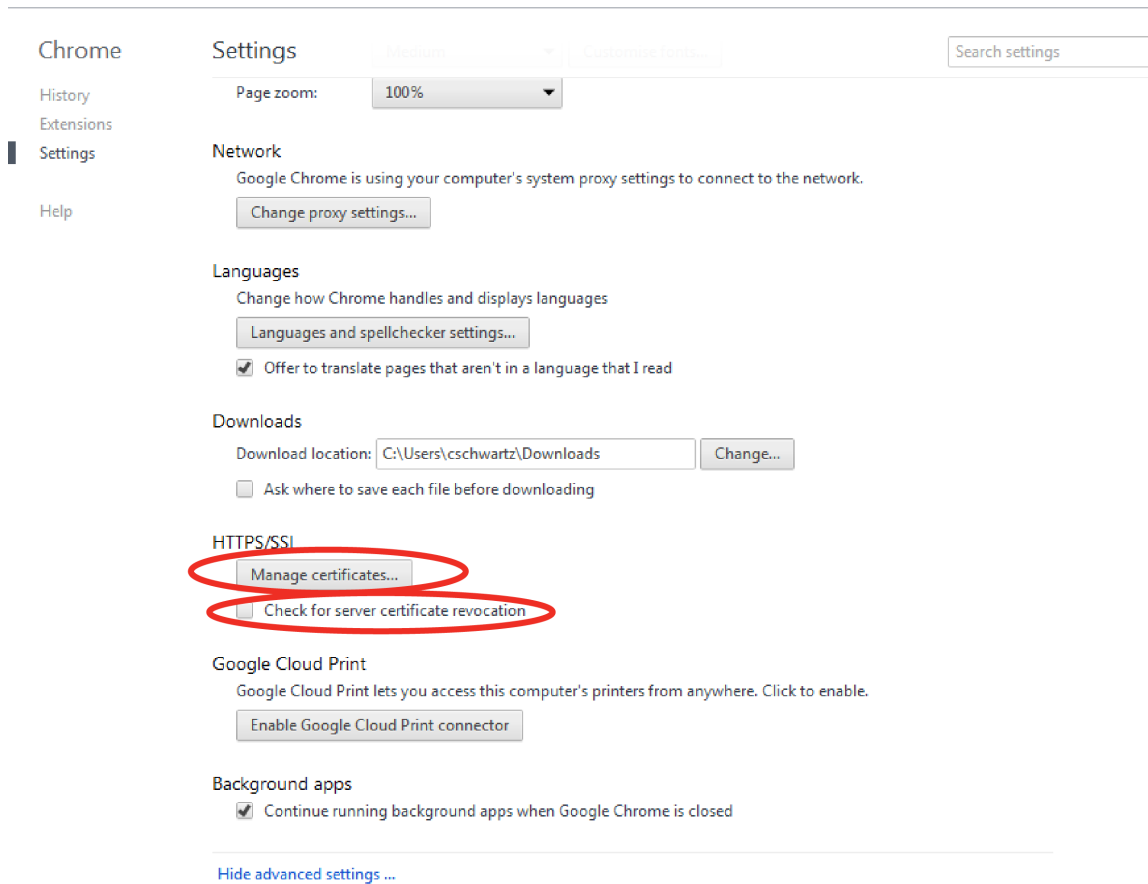 Chrome
Settings
Medium
Customize fonts...
Search settings
History
Extensions
Settings
Help
Page zoom:
100%
Network
Google Chrome is using your computer's system proxy settings to connect to the network.
Change proxy settings...
Languages
Change how Chrome handles and displays languages
Languages and spellchecker settings...
Offer to translate pages that aren't in a language that I read
Downloads
Download location: C:\Users\cschwartz\Downloads Change...
Ask where to save each file before downloading
HTTPS/SSL
Manage certificates...
Check for server certificate revocation
Google Cloud Print
Google Cloud Print lets you access this computer's printers from anywhere. Click to enable.
Enable Google Cloud Print connector
Background apps
Continue running background apps when Google Chrome is closed
Hide advanced settings ...